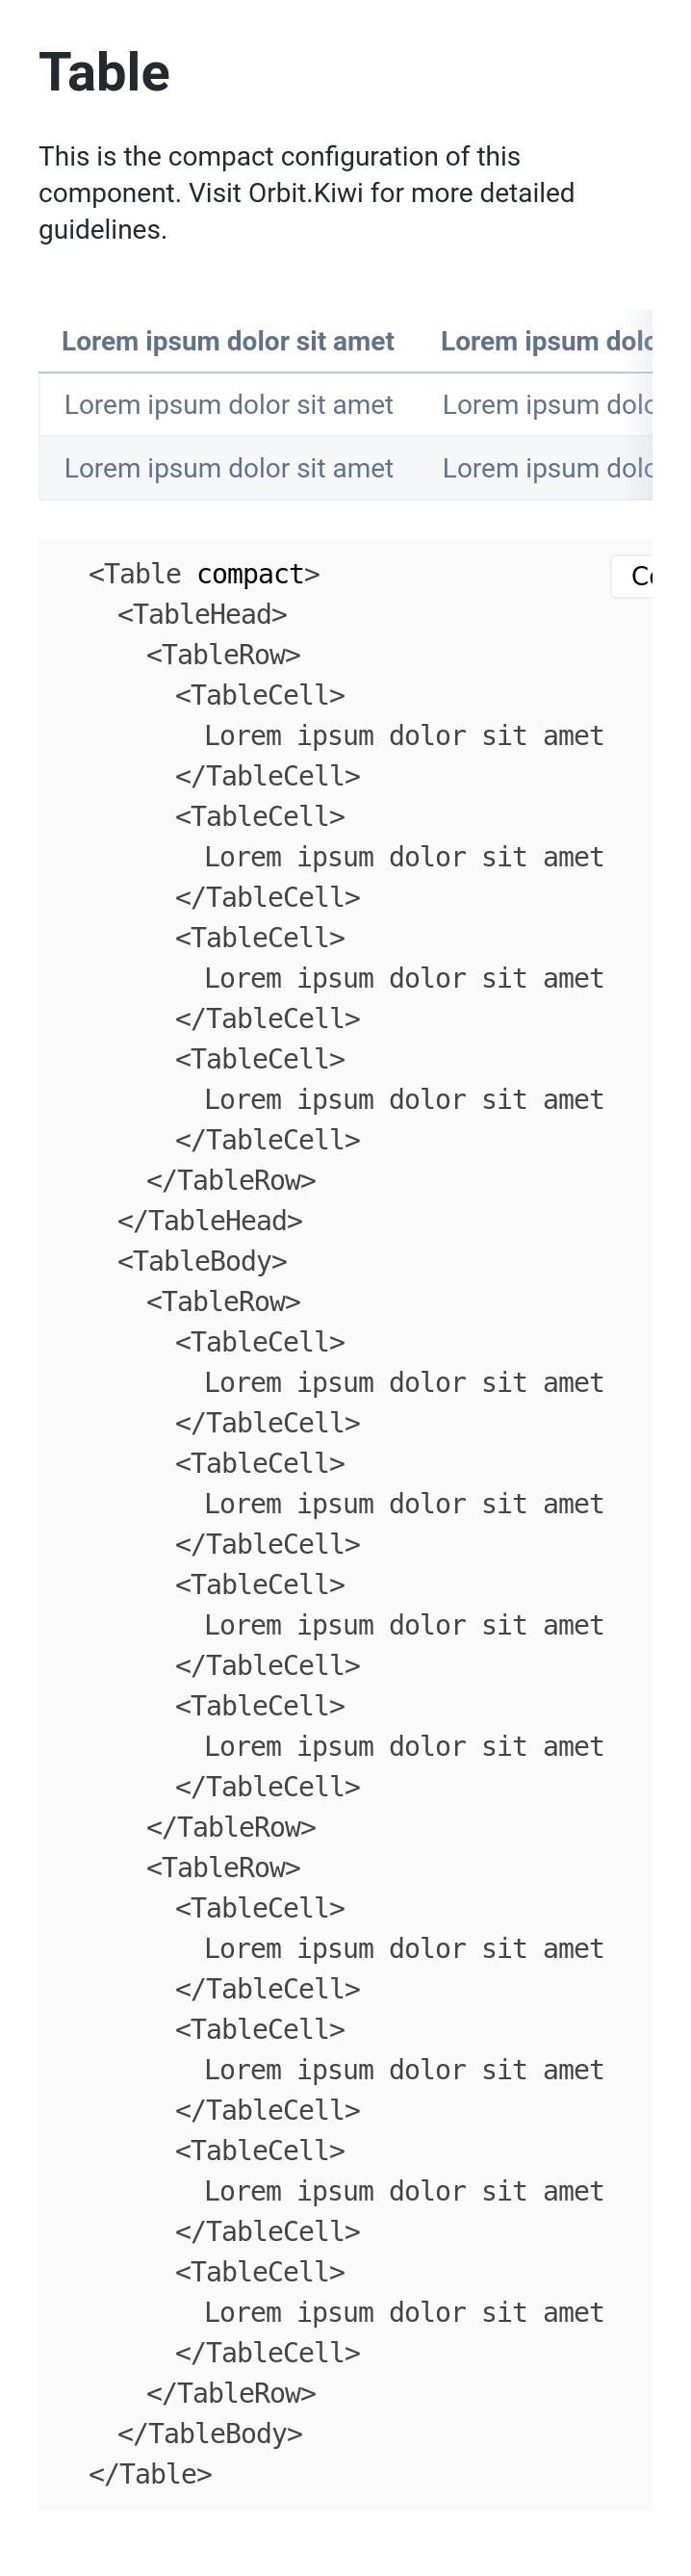 Table
This is the compact configuration of this
component. Visit Orbit.Kiwi for more detailed
guidelines.
Lorem ipsum dolor sit amet Lorem ipsum
Lorem ipsum dolor sit amet Lorem ipsum
Lorem ipsum dolor sit amet Lorem ipsum
<Table compact>
<TableHead>
<TableRow>
<TableCell>
Lorem ipsum dolor sit amet
</TableCell>
<TableCell>
Lorem ipsum dolor sit amet
</TableCell>
<TableCell>
Lorem ipsum dolor sit amet
</TableCell>
<TableCell>
Lorem ipsum dolor sit amet
</TableCell>
</TableRow>
</TableHead>
<TableBody>
<TableRow>
<TableCell>
Lorem ipsum dolor sit amet
</TableCell>
<TableCell>
Lorem ipsum dolor sit amet
</TableCell>
<TableCell>
Lorem ipsum dolor sit amet
</TableCell>
<TableCell>
Lorem ipsum dolor sit amet
</TableCell>
</TableRow>
<TableRow>
<TableCell>
Lorem ipsum dolor sit amet
</TableCell>
<TableCell>
Lorem ipsum dolor sit amet
</TableCell>
<TableCell>
Lorem ipsum dolor sit amet
</TableCell>
<TableCell>
Lorem ipsum dolor sit amet
</TableCell>
</TableRow>
</TableBody>
</Table>